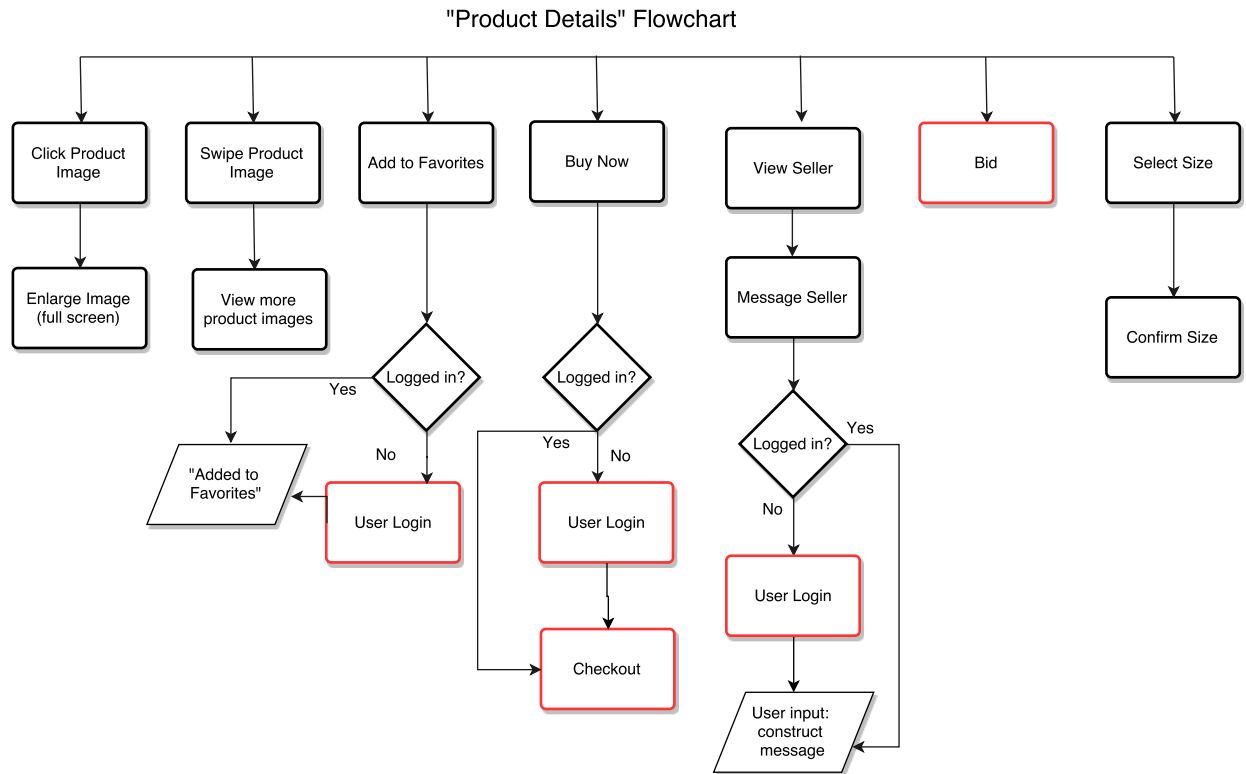 "Product Details" Flowchart
Click Product
Image
Swipe Product
Image
Add to Favorites
Buy Now
View Seller
Bid
Select Size
Enlarge Image
(full screen)
View more
product images
Message Seller
Confirm Size
Logged in?
Yes
No
"Added to
Favorites"
User Login
Logged in?
Yes
No
User Login
Checkout
Logged in?
Yes
No
User Login
User input:
construct
message